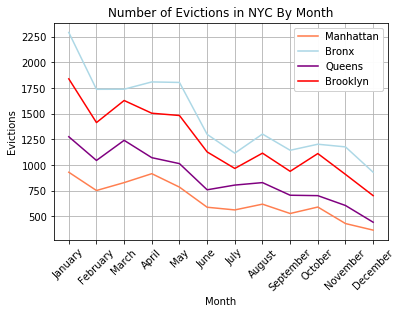 Number of Evictions in NYC By Month
Manhattan
Bronx
Queens
Brooklyn
Evictions
2250
2000
1750
1500
1250
1000
750
500
January
February
March
April
May
June
July
August
September
October
November
December
Month